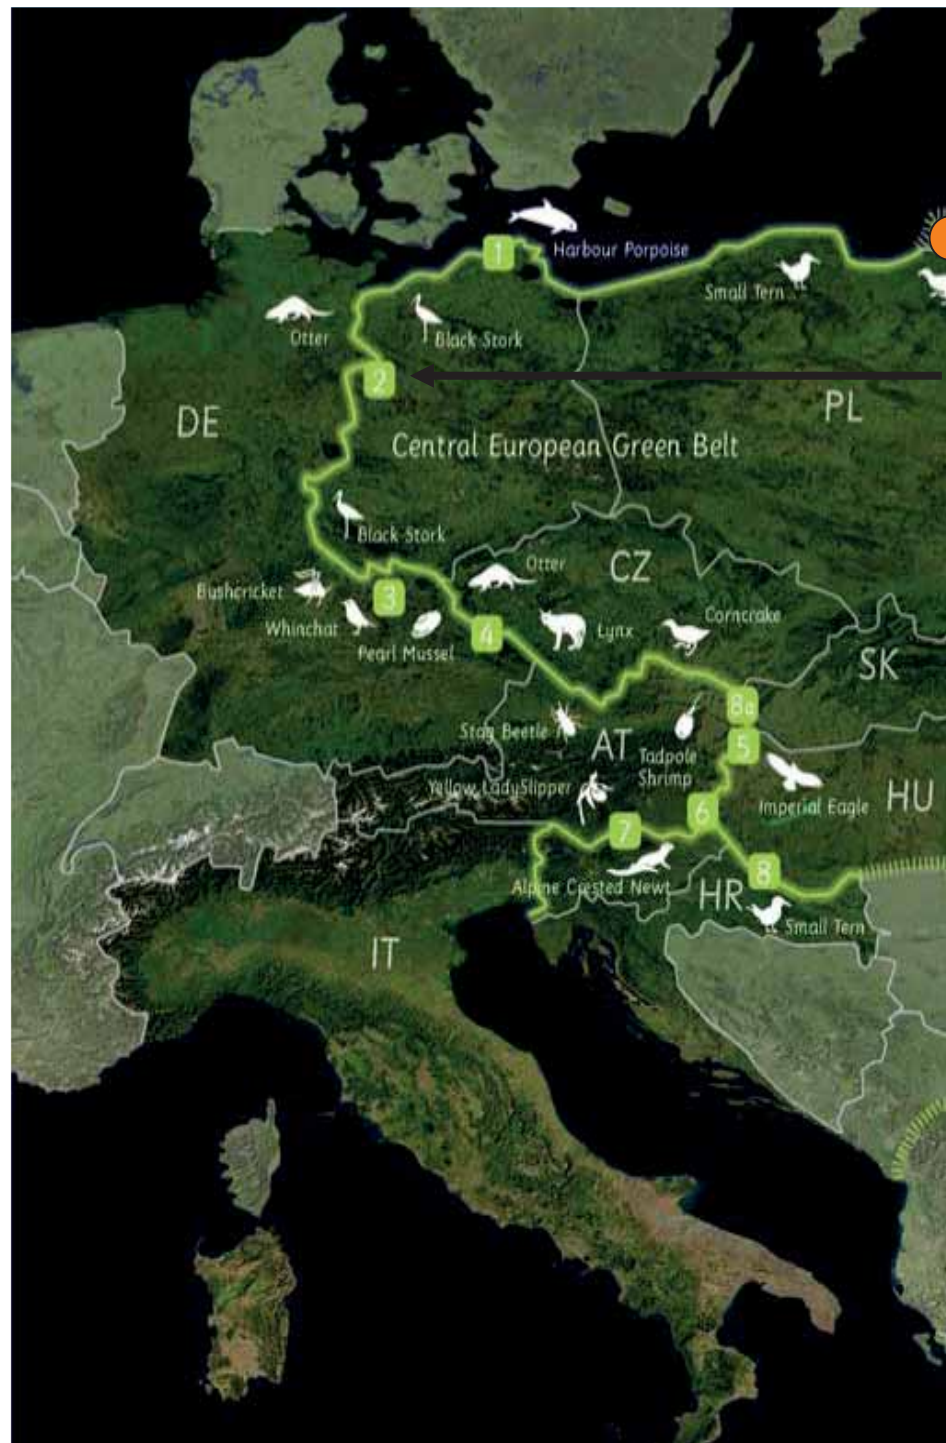 1
Harbour Porpoise
Small Tern
Otter
Black Stork
2
DE
PL
Central European Green Belt
Black Stork
Otter
CZ
Bushcricket
3
Whinchat
Pearl Mussel
4
Lynx
Corncrake
SK
8a
Stag Beetle
AT
Tadpole
Shrimp
5
Yellow LadySlipper
Imperial Eagle
HU
6
7
Alpine Crested Newt
8
HR
Small Tern
IT